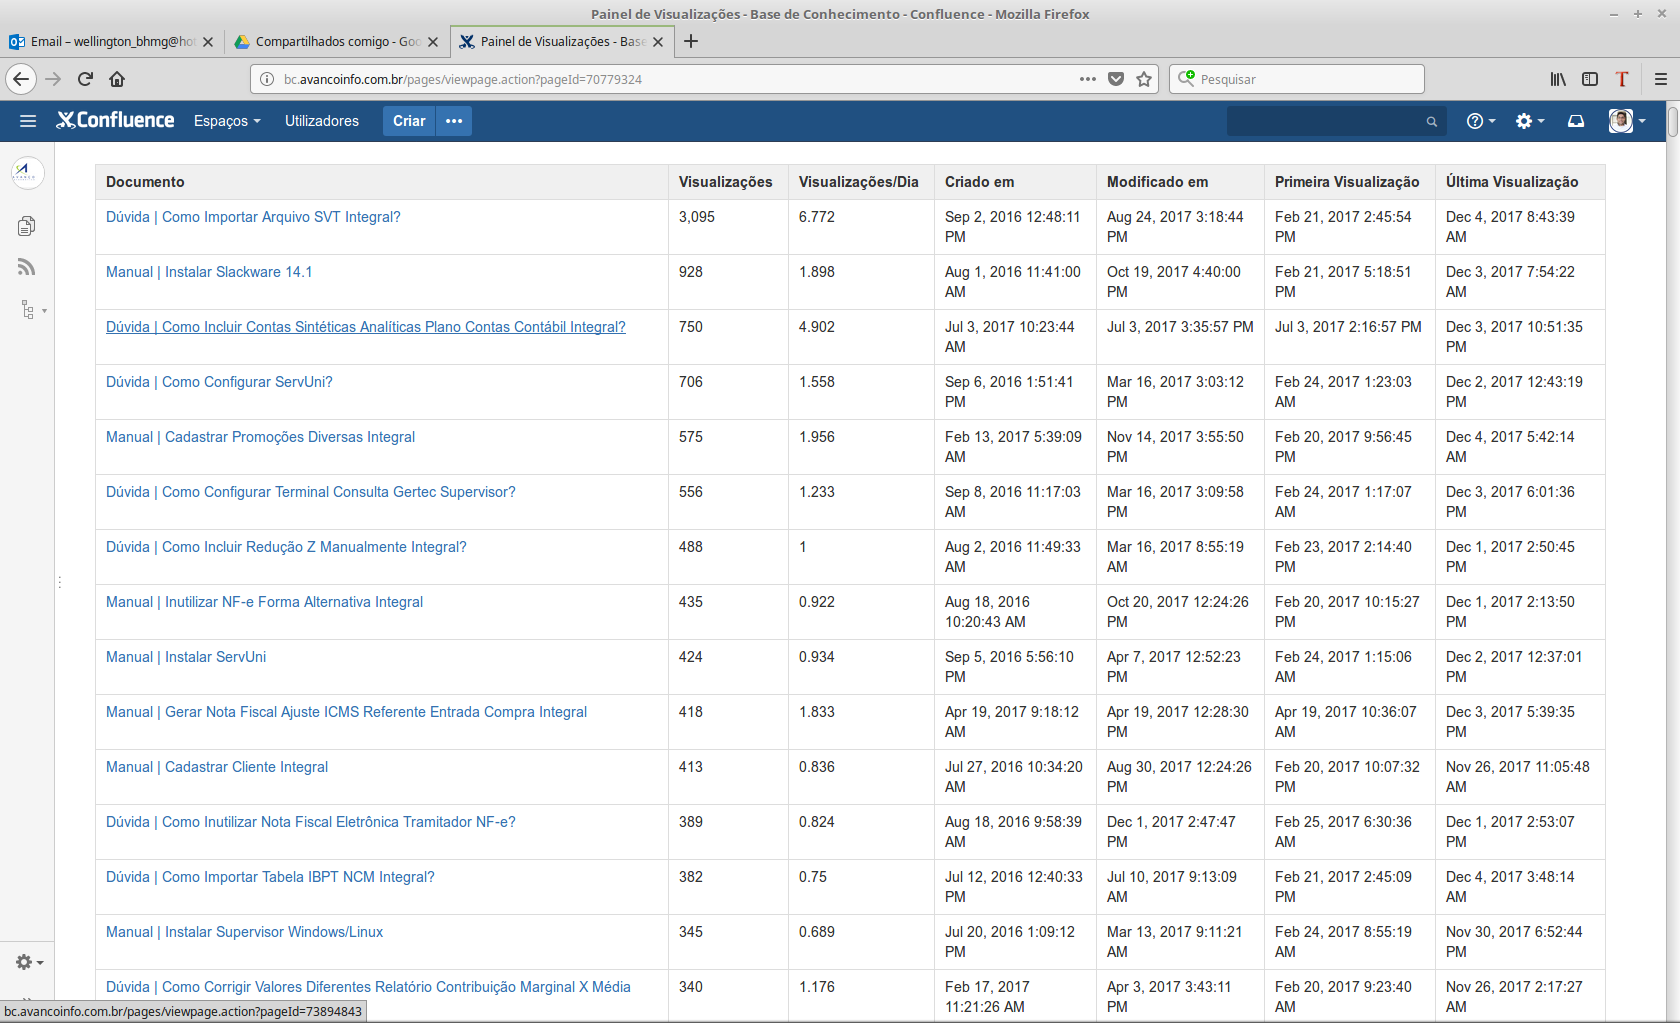 Painel de Visualizações - Base de Conhecimento - Confluence - Mozilla Firefox
Email – wellington_bhmg@ho
Compartilhados comigo - Goo
Painel de Visualizações - Base
bc.avancoinfo.com.br/pages/viewpage.action?pageId=70779324
Pesquisar
Confluence
Espaços
Utilizadores
Criar
Documento Visualizações Visualizações/Dia Criado em Modificado em Primeira Visualização Última Visualização
Dúvida | Como Importar Arquivo SVT Integral? 3,095 6.772 Sep 2, 2016 12:48:11 Aug 24, 2017 3:18:44 Feb 21, 2017 2:45:54 Dec 4, 2017 8:43:39
PM PM PM AM
Manual | Instalar Slackware 14.1 928 1.898 Aug 1, 2016 11:41:00 Oct 19, 2017 4:40:00 Feb 21, 2017 5:18:51 Dec 3, 2017 7:54:22
AM PM PM AM
Dúvida | Como Incluir Contas Sintéticas Analíticas Plano Contas Contábil Integral? 750 4.902 Jul 3, 2017 10:23:44 Jul 3, 2017 3:35:57 PM Jul 3, 2017 2:16:57 PM Dec 3, 2017 10:51:35
AM PM
Dúvida | Como Configurar ServUni? 706 1.558 Sep 6, 2016 1:51:41 Mar 16, 2017 3:03:12 Feb 24, 2017 1:23:03 Dec 2, 2017 12:43:19
PM PM AM PM
Manual | Cadastrar Promoções Diversas Integral 575 1.956 Feb 13, 2017 5:39:09 Nov 14, 2017 3:55:50 Feb 20, 2017 9:56:45 Dec 4, 2017 5:42:14
AM PM PM AM
Dúvida | Como Configurar Terminal Consulta Gertec Supervisor? 556 1.233 Sep 8, 2016 11:17:03 Mar 16, 2017 3:09:58 Feb 24, 2017 1:17:07 Dec 3, 2017 6:01:36
AM PM AM PM
Dúvida | Como Incluir Redução Z Manualmente Integral? 488 1 Aug 2, 2016 11:49:33 Mar 16, 2017 8:55:19 Feb 23, 2017 2:14:40 Dec 1, 2017 2:50:45
AM AM PM PM
Manual | Inutilizar NF-e Forma Alternativa Integral 435 0.922 Aug 18, 2016 Oct 20, 2017 12:24:26 Feb 20, 2017 10:15:27 Dec 1, 2017 2:13:50
10:20:43 AM PM PM PM
Manual | Instalar ServUni 424 0.934 Sep 5, 2016 5:56:10 Apr 7, 2017 12:52:23 Feb 24, 2017 1:15:06 Dec 2, 2017 12:37:01
PM PM AM PM
Manual | Gerar Nota Fiscal Ajuste ICMS Referente Entrada Compra Integral 418 1.833 Apr 19, 2017 9:18:12 Apr 19, 2017 12:28:30 Apr 19, 2017 10:36:07 Dec 3, 2017 5:39:35
AM PM AM PM
Manual | Cadastrar Cliente Integral 413 0.836 Jul 27, 2016 10:34:20 Aug 30, 2017 12:24:26 Feb 20, 2017 10:07:32 Nov 26, 2017 11:05:48
AM PM PM AM
Dúvida | Como Inutilizar Nota Fiscal Eletrônica Tramitador NF-e? 389 0.824 Aug 18, 2016 9:58:39 Dec 1, 2017 2:47:47 Feb 25, 2017 6:30:36 Dec 1, 2017 2:53:07
AM PM AM PM
Dúvida | Como Importar Tabela IBPT NCM Integral? 382 0.75 Jul 12, 2016 12:40:33 Jul 10, 2017 9:13:09 Feb 21, 2017 2:45:09 Dec 4, 2017 3:48:14
PM AM PM AM
Manual | Instalar Supervisor Windows/Linux 345 0.689 Jul 20, 2016 1:09:12 Mar 13, 2017 9:11:21 Feb 24, 2017 8:55:19 Nov 30, 2017 6:52:44
PM AM AM PM
Dúvida | Como Corrigir Valores Diferentes Relatório Contribuição Marginal X Média 340 1.176 Feb 17, 2017 Apr 3, 2017 3:43:11 Feb 20, 2017 9:23:40 Nov 26, 2017 2:17:27
11:21:26 AM PM AM AM
bc.avancoinfo.com.br/pages/viewpage.action?pageId=73894843